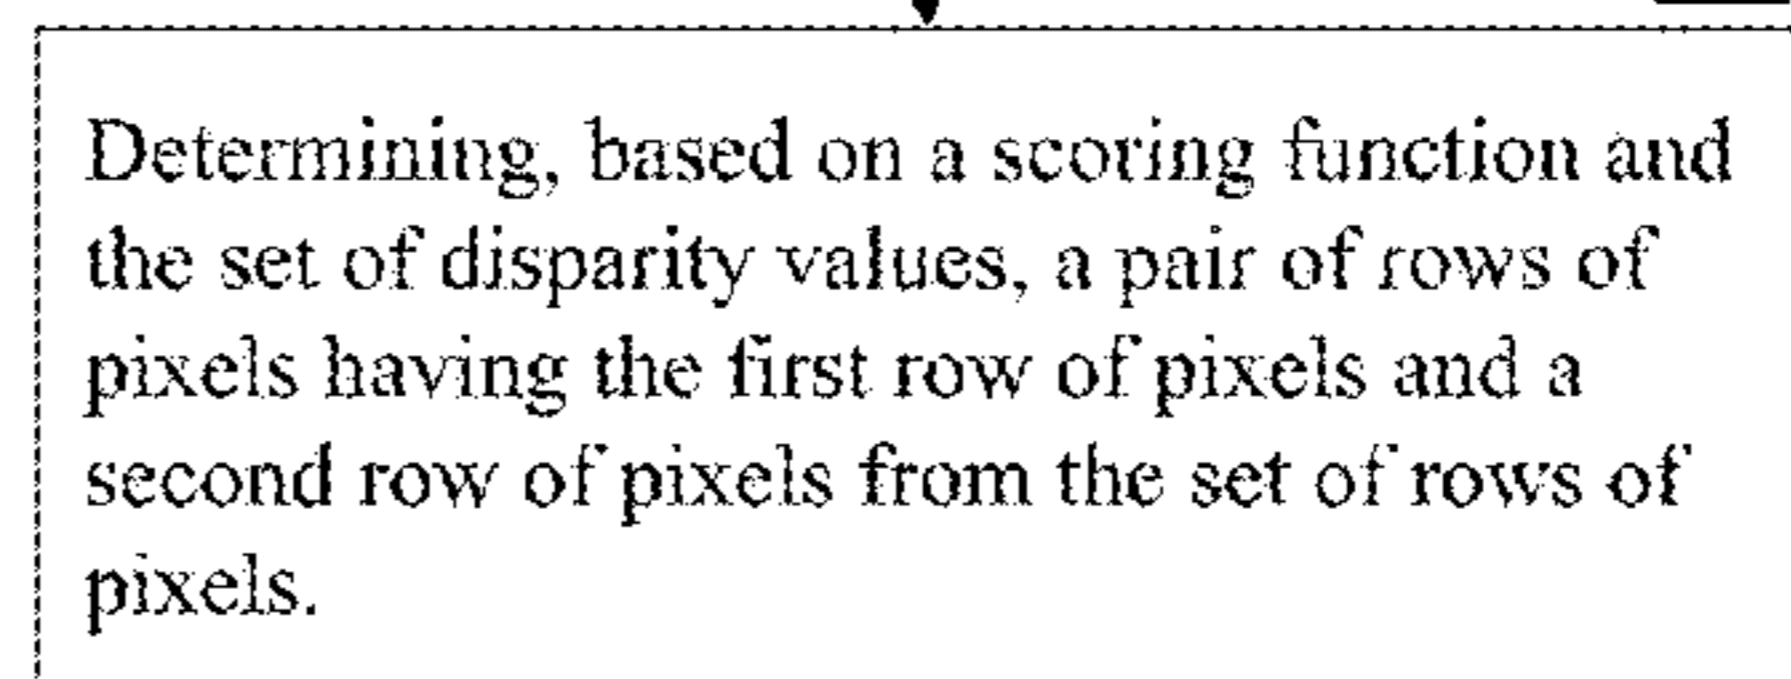 Determining, based on a scoring function and
the set of disparity values, a pair of rows of
pixels having the first row of pixels and a
second row of pixels from the set of rows of
pixels.